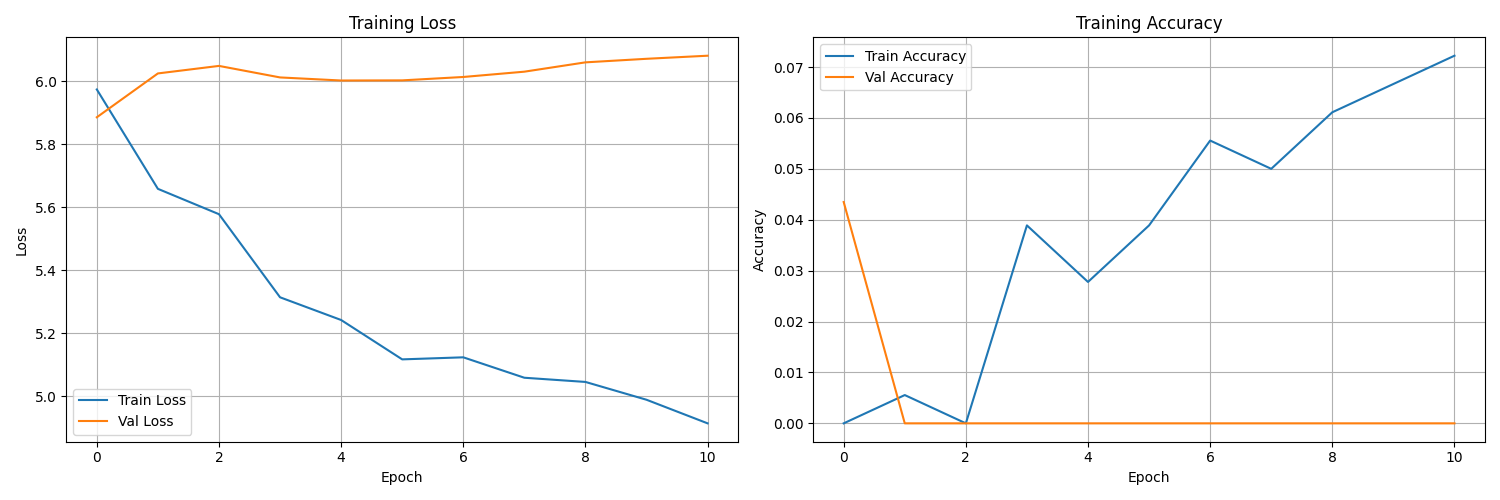 Training Loss
6.0
5.8
5.6
5.4
5.2
5.0
Loss
Train Loss
Val Loss
0 2 4 6 8 10
Epoch
Training Accuracy
Train Accuracy
Val Accuracy
0.07
0.06
0.05
0.04
0.03
0.02
0.01
0.00
Accuracy
0 2 4 6 8 10
Epoch